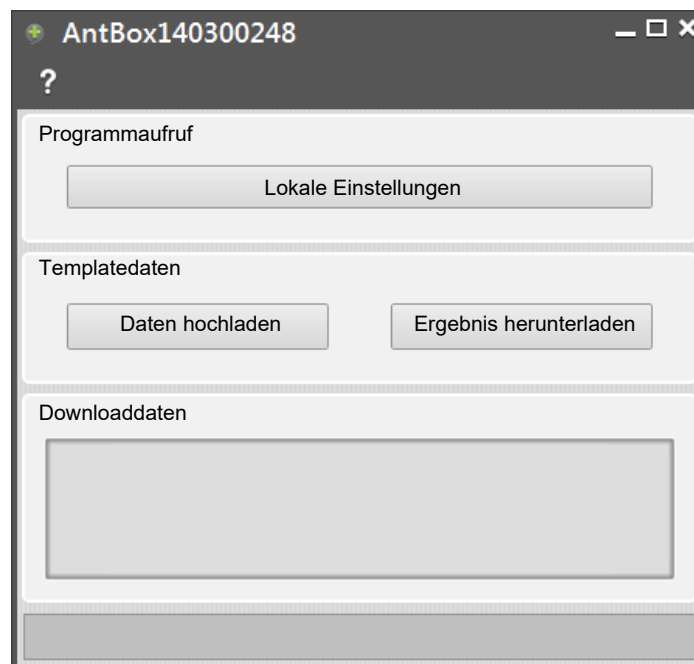 AntBox140300248
?
Programmaufruf
Lokale Einstellungen
Templatedaten
Daten hochladen Ergebnis herunterladen
Downloaddaten